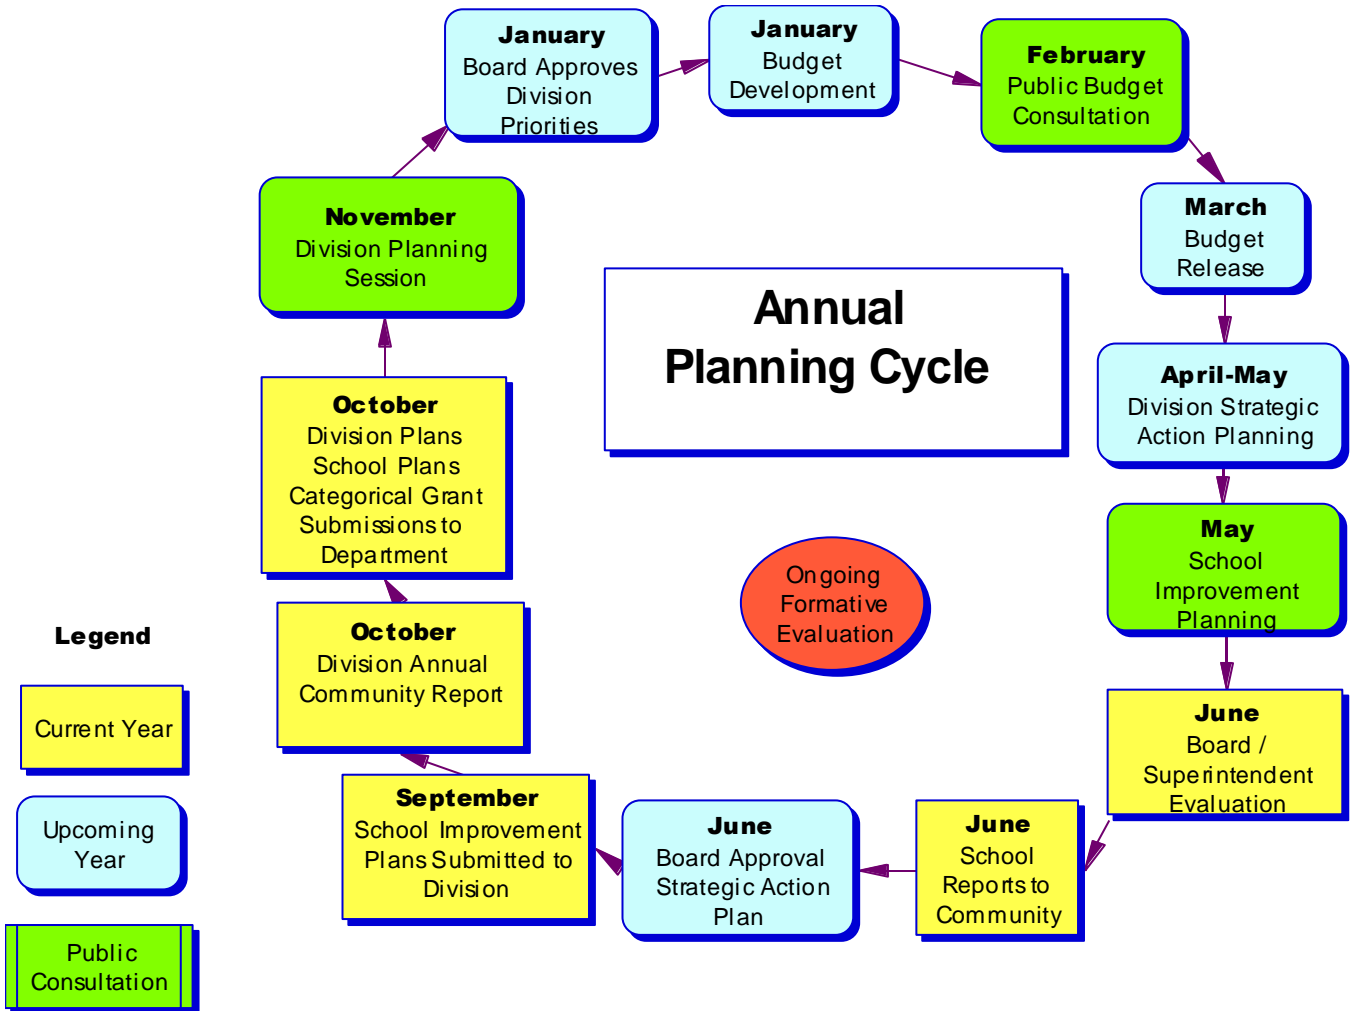 January
Board Approves
Division
Priorities
January
Budget
Development
February
Public Budget
Consultation
March
Budget
Release
April-May
Division Strategic
Action Planning
May
School
Improvement
Planning
June
Board /
Superintendent
Evaluation
June
School
Reports to
Community
June
Board Approval
Strategic Action
Plan
September
School Improvement
Plans Submitted to
Division
October
Division Annual
Community Report
October
Division Plans
School Plans
Categorical Grant
Submissions to
Department
November
Division Planning
Session
Annual
Planning Cycle
Ongoing
Formative
Evaluation
Legend
Current Year
Upcoming
Year
Public
Consultation